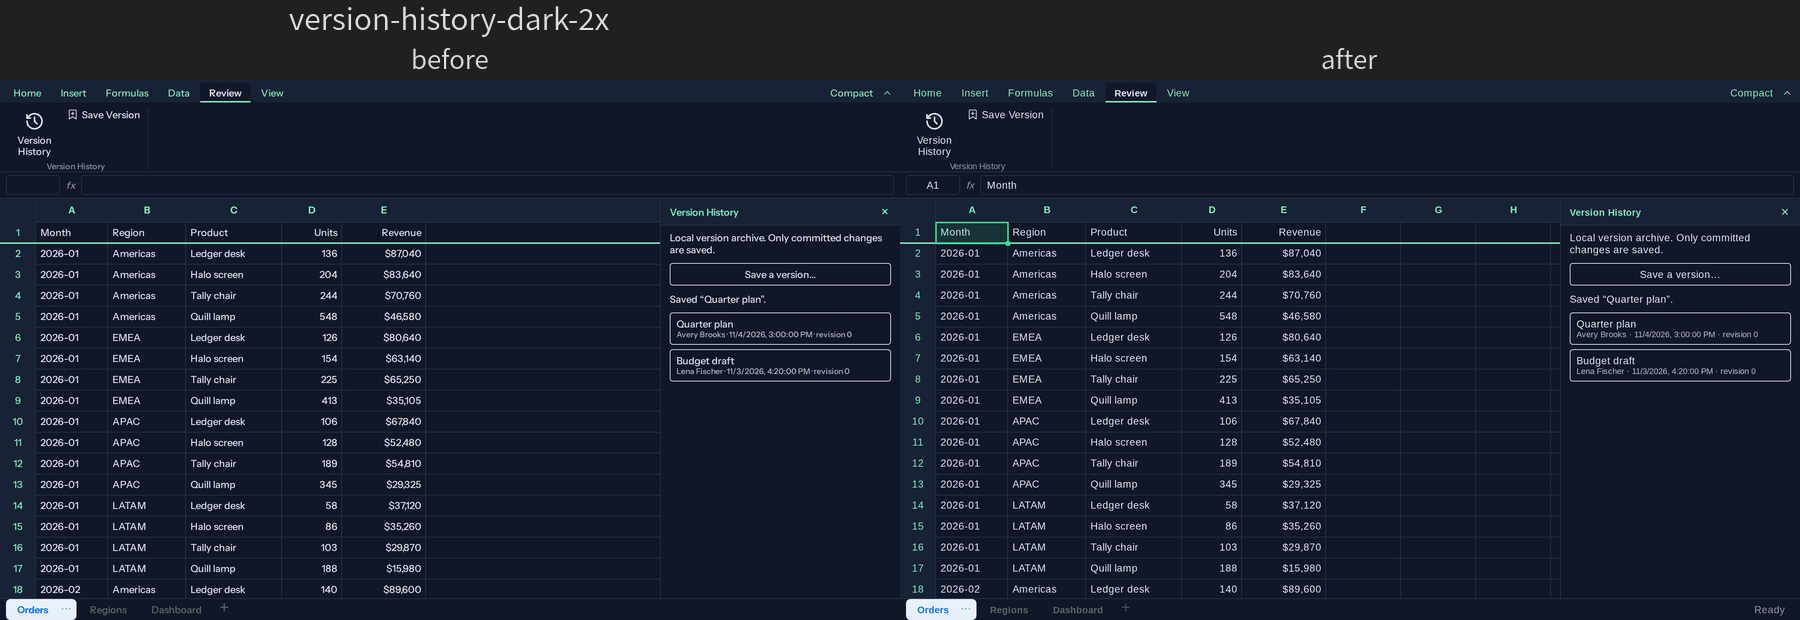 version-history-dark-2x
before
after
Home Insert Formulas Data Review View Compact
Version History
Save Version
Version History
fx
A B C D E
1 Month Region Product Units Revenue
2 2026-01 Americas Ledger desk 136 $87,040
3 2026-01 Americas Halo screen 204 $83,640
4 2026-01 Americas Tally chair 244 $70,760
5 2026-01 Americas Quill lamp 548 $46,580
6 2026-01 EMEA Ledger desk 126 $80,640
7 2026-01 EMEA Halo screen 154 $63,140
8 2026-01 EMEA Tally chair 225 $65,250
9 2026-01 EMEA Quill lamp 413 $35,105
10 2026-01 APAC Ledger desk 106 $67,840
11 2026-01 APAC Halo screen 128 $52,480
12 2026-01 APAC Tally chair 189 $54,810
13 2026-01 APAC Quill lamp 345 $29,325
14 2026-01 LATAM Ledger desk 58 $37,120
15 2026-01 LATAM Halo screen 86 $35,260
16 2026-01 LATAM Tally chair 103 $29,870
17 2026-01 LATAM Quill lamp 188 $15,980
18 2026-02 Americas Ledger desk 140 $89,600
Version History ×
Local version archive. Only committed changes
are saved.
Save a version…
Saved “Quarter plan”.
Quarter plan
Avery Brooks · 11/4/2026, 3:00:00 PM · revision 0
Budget draft
Lena Fischer · 11/3/2026, 4:20:00 PM · revision 0
Orders ··· Regions Dashboard +
Home Insert Formulas Data Review View Compact
Version History
Save Version
Version History
A1 fx Month
A B C D E F G H
1 Month Region Product Units Revenue
2 2026-01 Americas Ledger desk 136 $87,040
3 2026-01 Americas Halo screen 204 $83,640
4 2026-01 Americas Tally chair 244 $70,760
5 2026-01 Americas Quill lamp 548 $46,580
6 2026-01 EMEA Ledger desk 126 $80,640
7 2026-01 EMEA Halo screen 154 $63,140
8 2026-01 EMEA Tally chair 225 $65,250
9 2026-01 EMEA Quill lamp 413 $35,105
10 2026-01 APAC Ledger desk 106 $67,840
11 2026-01 APAC Halo screen 128 $52,480
12 2026-01 APAC Tally chair 189 $54,810
13 2026-01 APAC Quill lamp 345 $29,325
14 2026-01 LATAM Ledger desk 58 $37,120
15 2026-01 LATAM Halo screen 86 $35,260
16 2026-01 LATAM Tally chair 103 $29,870
17 2026-01 LATAM Quill lamp 188 $15,980
18 2026-02 Americas Ledger desk 140 $89,600
Version History ×
Local version archive. Only committed
changes are saved.
Save a version…
Saved “Quarter plan”.
Quarter plan
Avery Brooks · 11/4/2026, 3:00:00 PM · revision 0
Budget draft
Lena Fischer · 11/3/2026, 4:20:00 PM · revision 0
Orders ··· Regions Dashboard + Ready